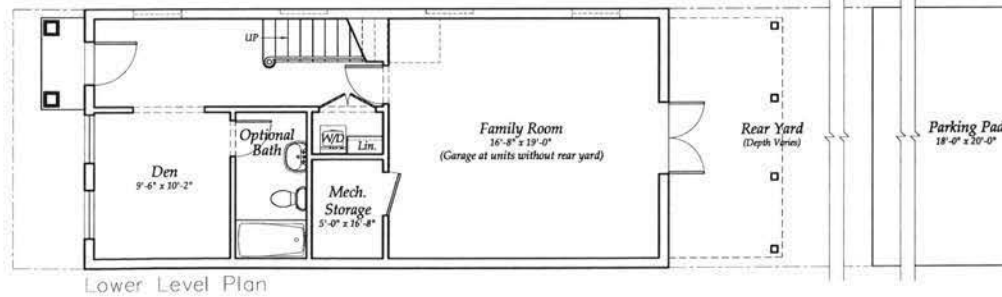 UP
Optional
Bath
W/D
Lin.
Den
9'-6" x 10'-2"
Mech.
Storage
5'-0" x 16'-8"
Family Room
16'-8" x 19'-0"
(Garage at units without rear yard)
Rear Yard
(Depth Varies)
Parking Pad
18'-0" x 20'-0"
Lower Level Plan